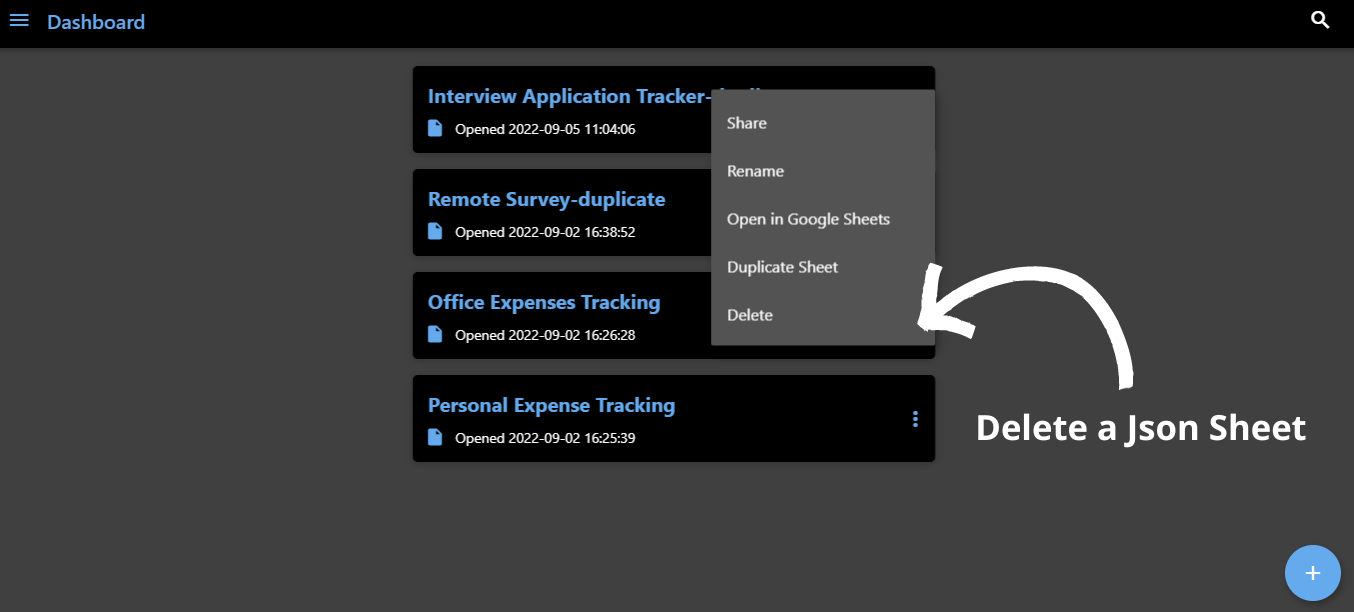 Dashboard
Interview Application Tracker-
Opened 2022-09-05 11:04:06
Share
Rename
Open in Google Sheets
Duplicate Sheet
Delete
Remote Survey-duplicate
Opened 2022-09-02 16:38:52
Office Expenses Tracking
Opened 2022-09-02 16:26:28
Personal Expense Tracking
Opened 2022-09-02 16:25:39
Delete a Json Sheet